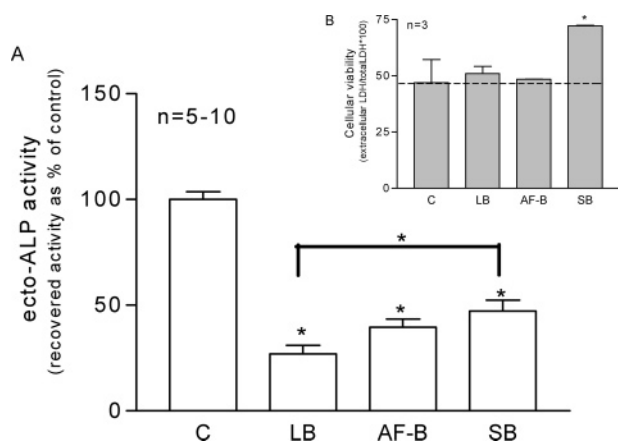 A
ecto-ALP activity
(recovered activity as % of control)
150
100
50
0
n=5-10
*
*
*
*
C LB AF-B SB
B
Cellular viability
(extracellular LDH/totalLDH*100)
75
50
25
0
n=3
*
C LB AF-B SB